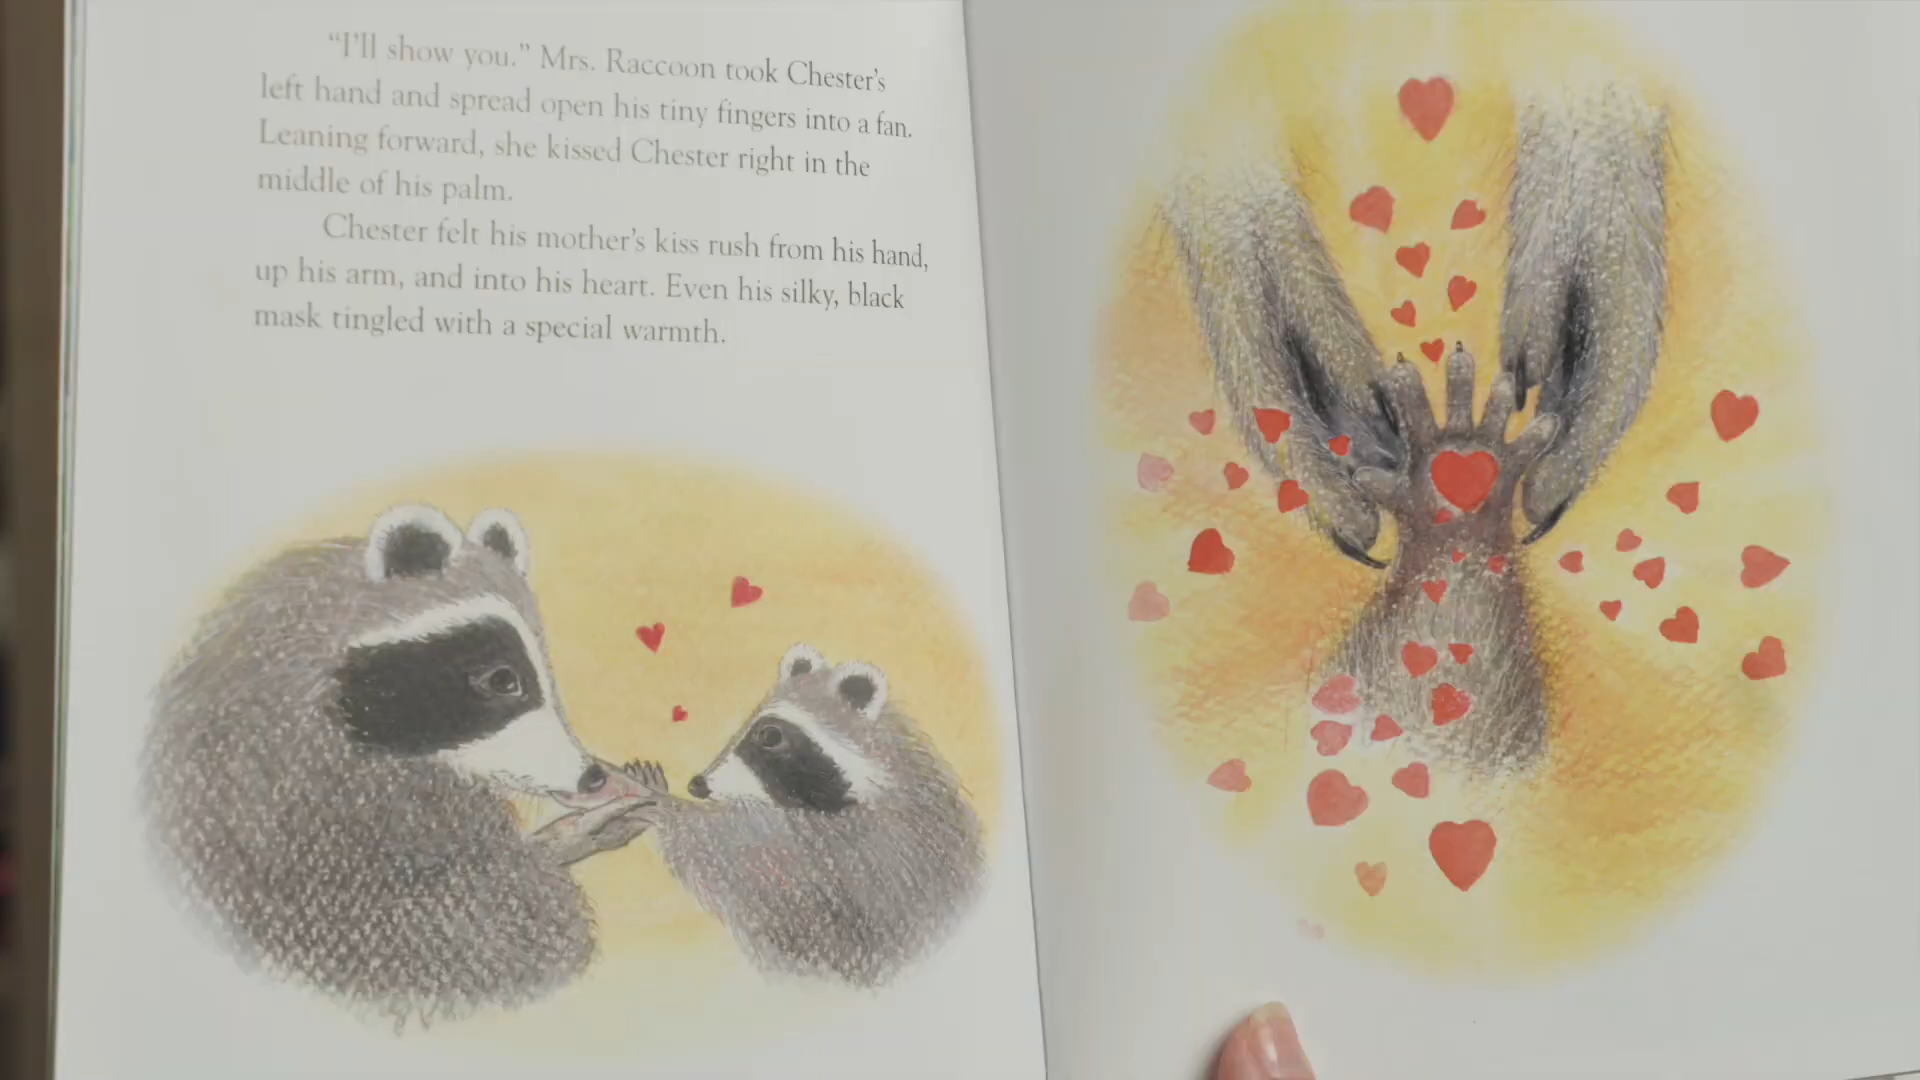 “I’ll show you.” Mrs. Raccoon took Chester’s
left hand and spread open his tiny fingers into a fan.
Leaning forward, she kissed Chester right in the
middle of his palm.
Chester felt his mother’s kiss rush from his hand,
up his arm, and into his heart. Even his silky, black
mask tingled with a special warmth.